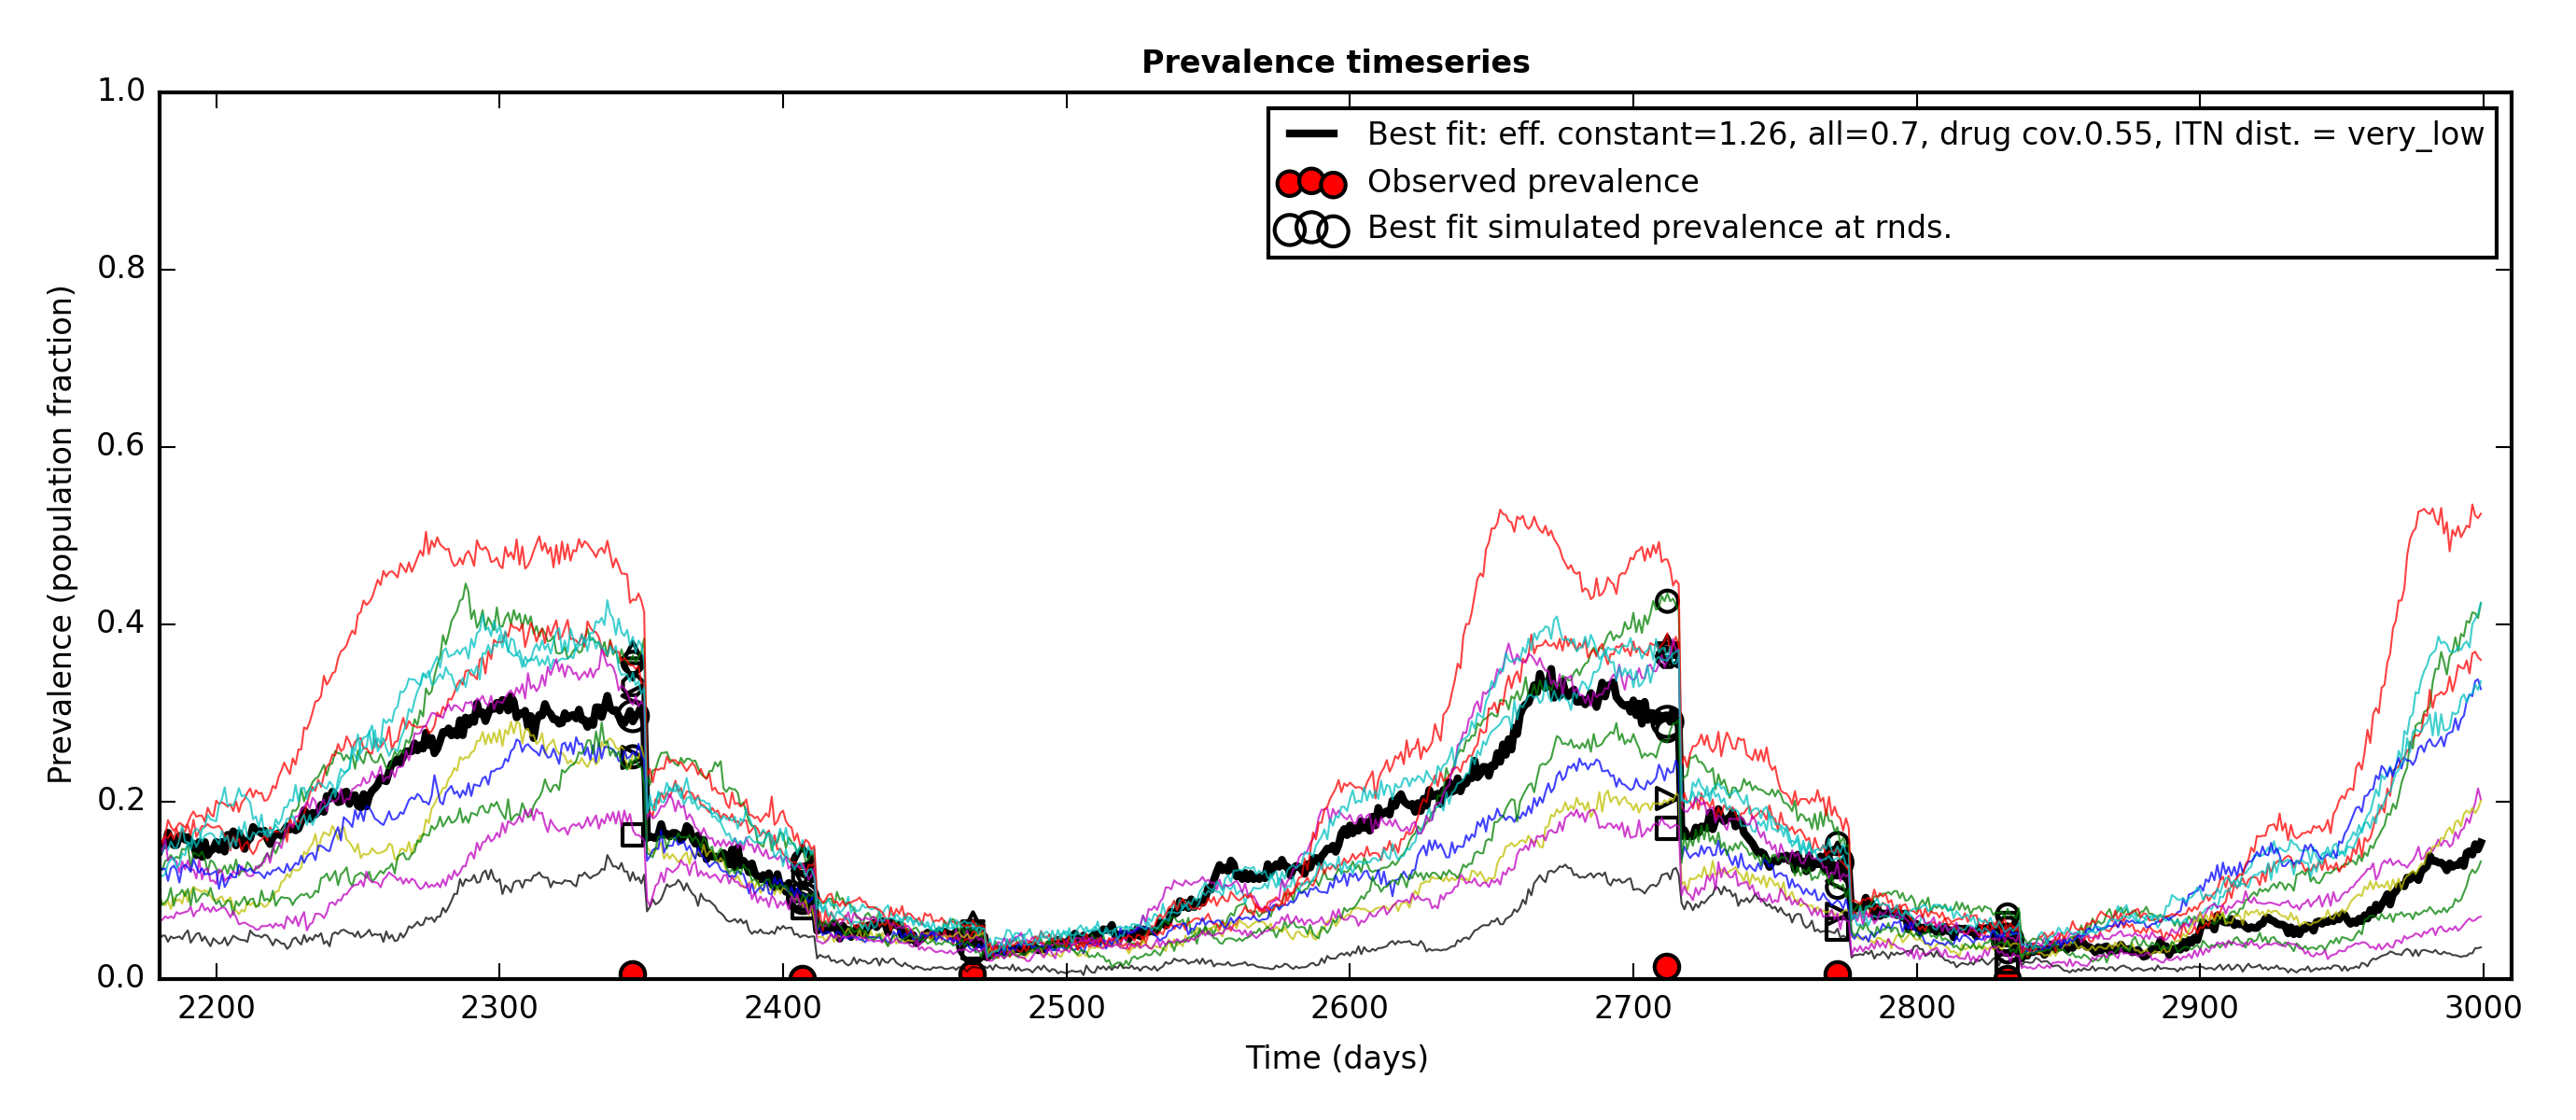 Prevalence timeseries
Best fit: eff. constant=1.26, all=0.7, drug cov.0.55, ITN dist. = very_low
Observed prevalence
Best fit simulated prevalence at rnds.
Prevalence (population fraction)
1.0
0.8
0.6
0.4
0.2
0.0
2200 2300 2400 2500 2600 2700 2800 2900 3000
Time (days)